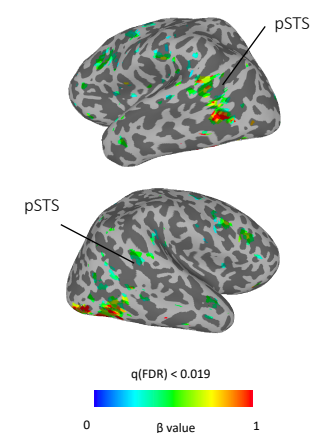 pSTS
pSTS
q(FDR) < 0.019
0 β value 1